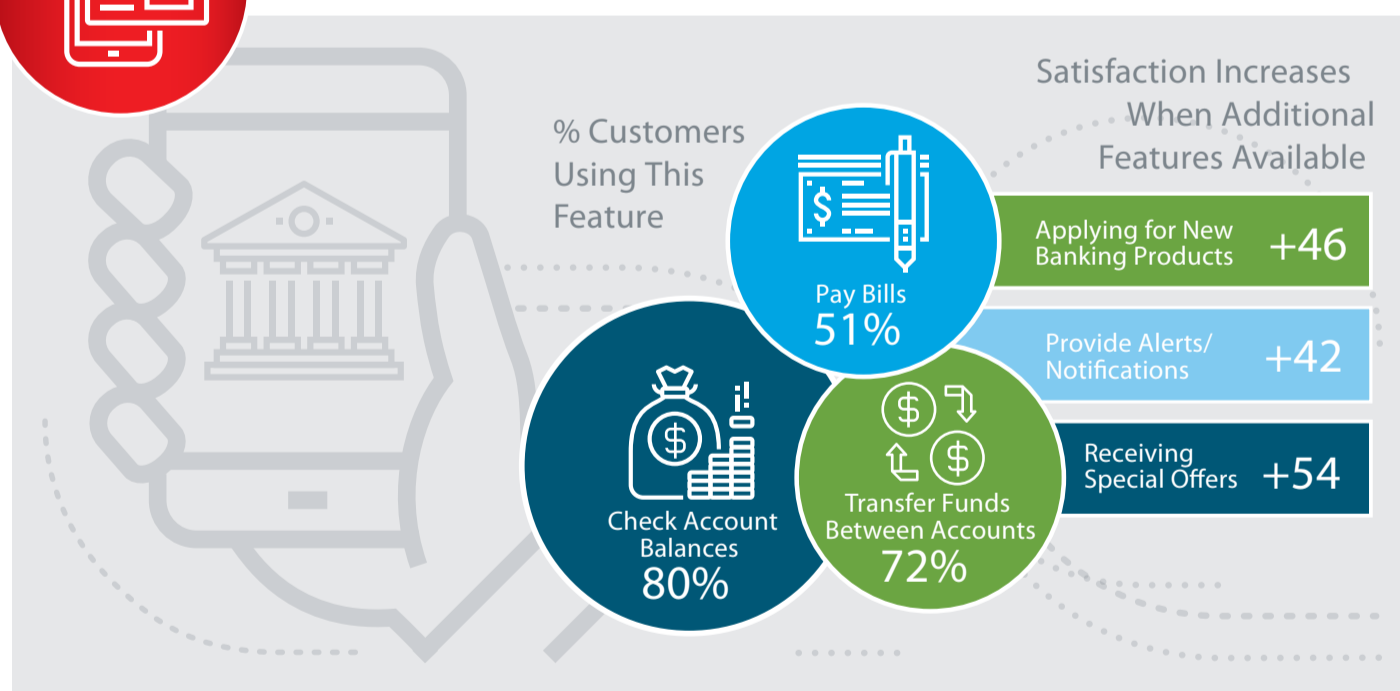 % Customers
Using This
Feature
Pay Bills
51%
Check Account
Balances
80%
Transfer Funds
Between Accounts
72%
Satisfaction Increases
When Additional
Features Available
Applying for New
Banking Products
+46
Provide Alerts/
Notifications
+42
Receiving
Special Offers
+54